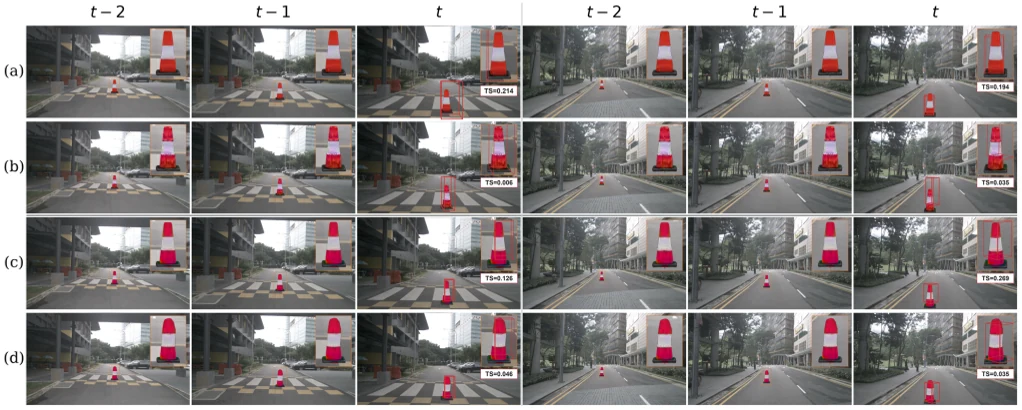 t − 2 t − 1 t t − 2 t − 1 t
(a) TS=0.214 TS=0.194
(b) TS=0.006 TS=0.035
(c) TS=0.126 TS=0.269
(d) TS=0.046 TS=0.035